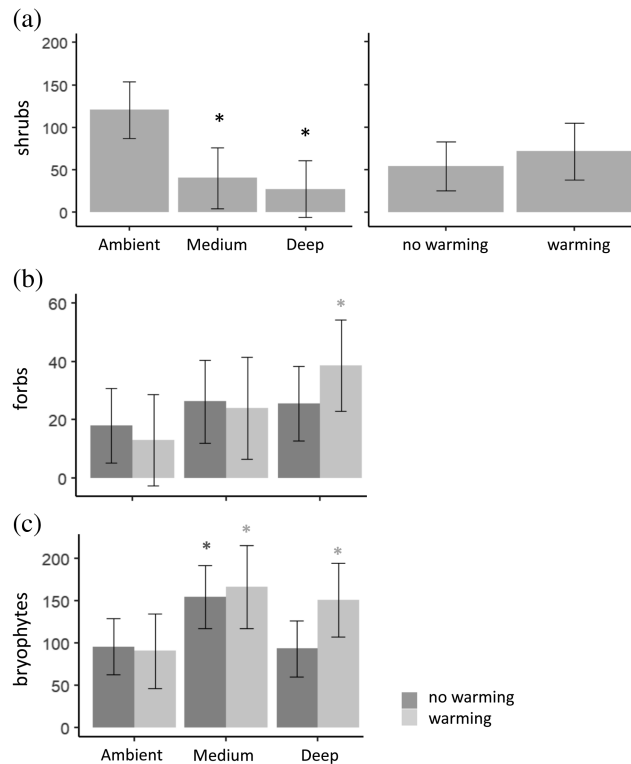 (a)
200
150
100
50
0
shrubs
*
*
Ambient Medium Deep
no warming warming
(b)
60
40
20
0
forbs
*
(c)
200
150
100
50
0
bryophytes
*
*
*
Ambient Medium Deep
no warming
warming